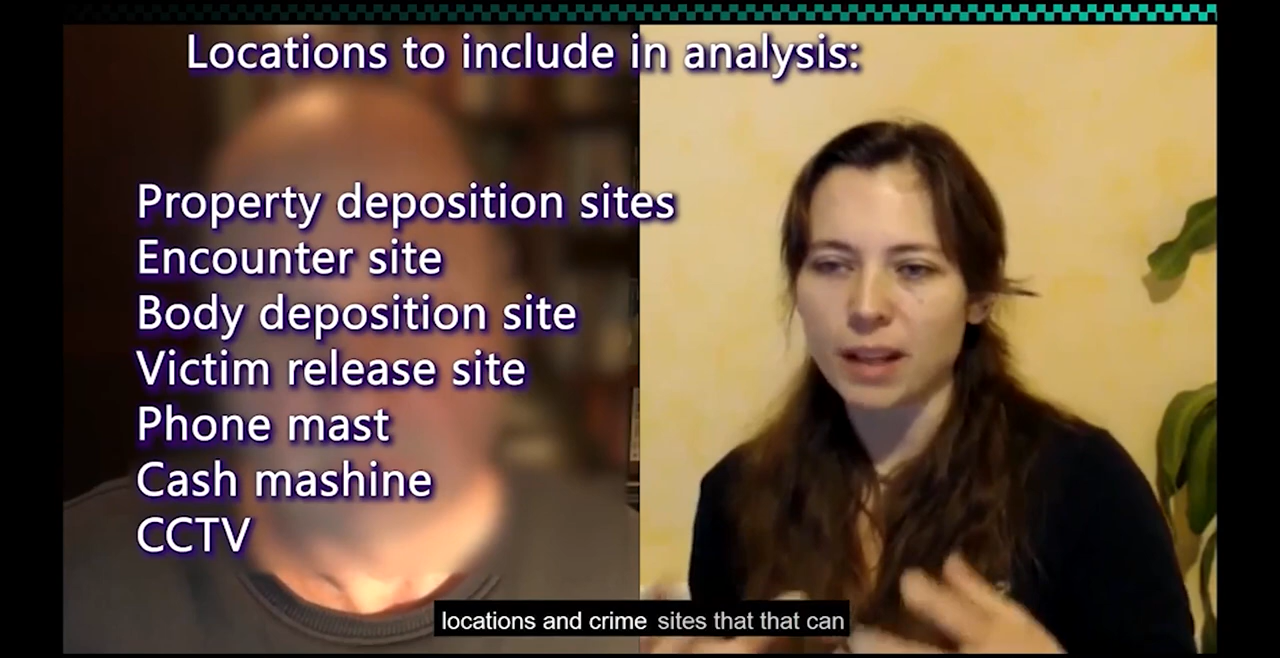 Locations to include in analysis:
Property deposition sites
Encounter site
Body deposition site
Victim release site
Phone mast
Cash mashine
CCTV
locations and crime sites that that can